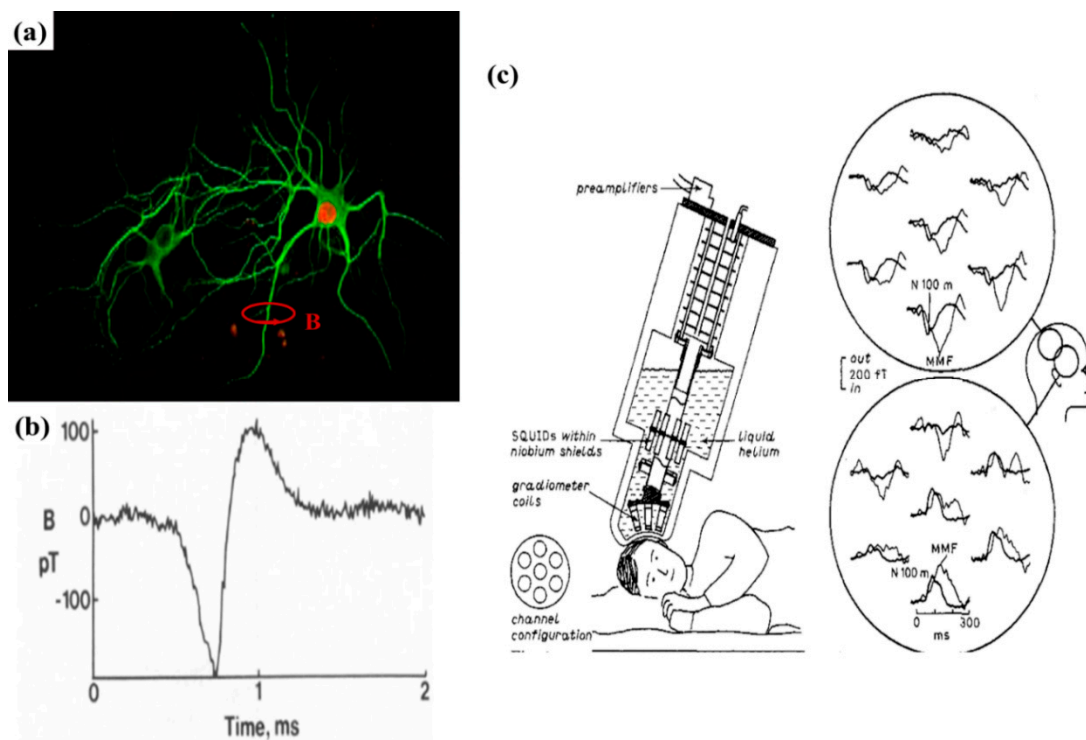 (a)
B
(b)
100
0
-100
B
pT
0
1
2
Time, ms
(c)
preamplifiers
SQUIDs within
niobium shields
liquid
helium
gradiometer
coils
channel
configuration
N 100 m
MMF
out
200 fT
in
MMF
N 100 m
0
300
ms